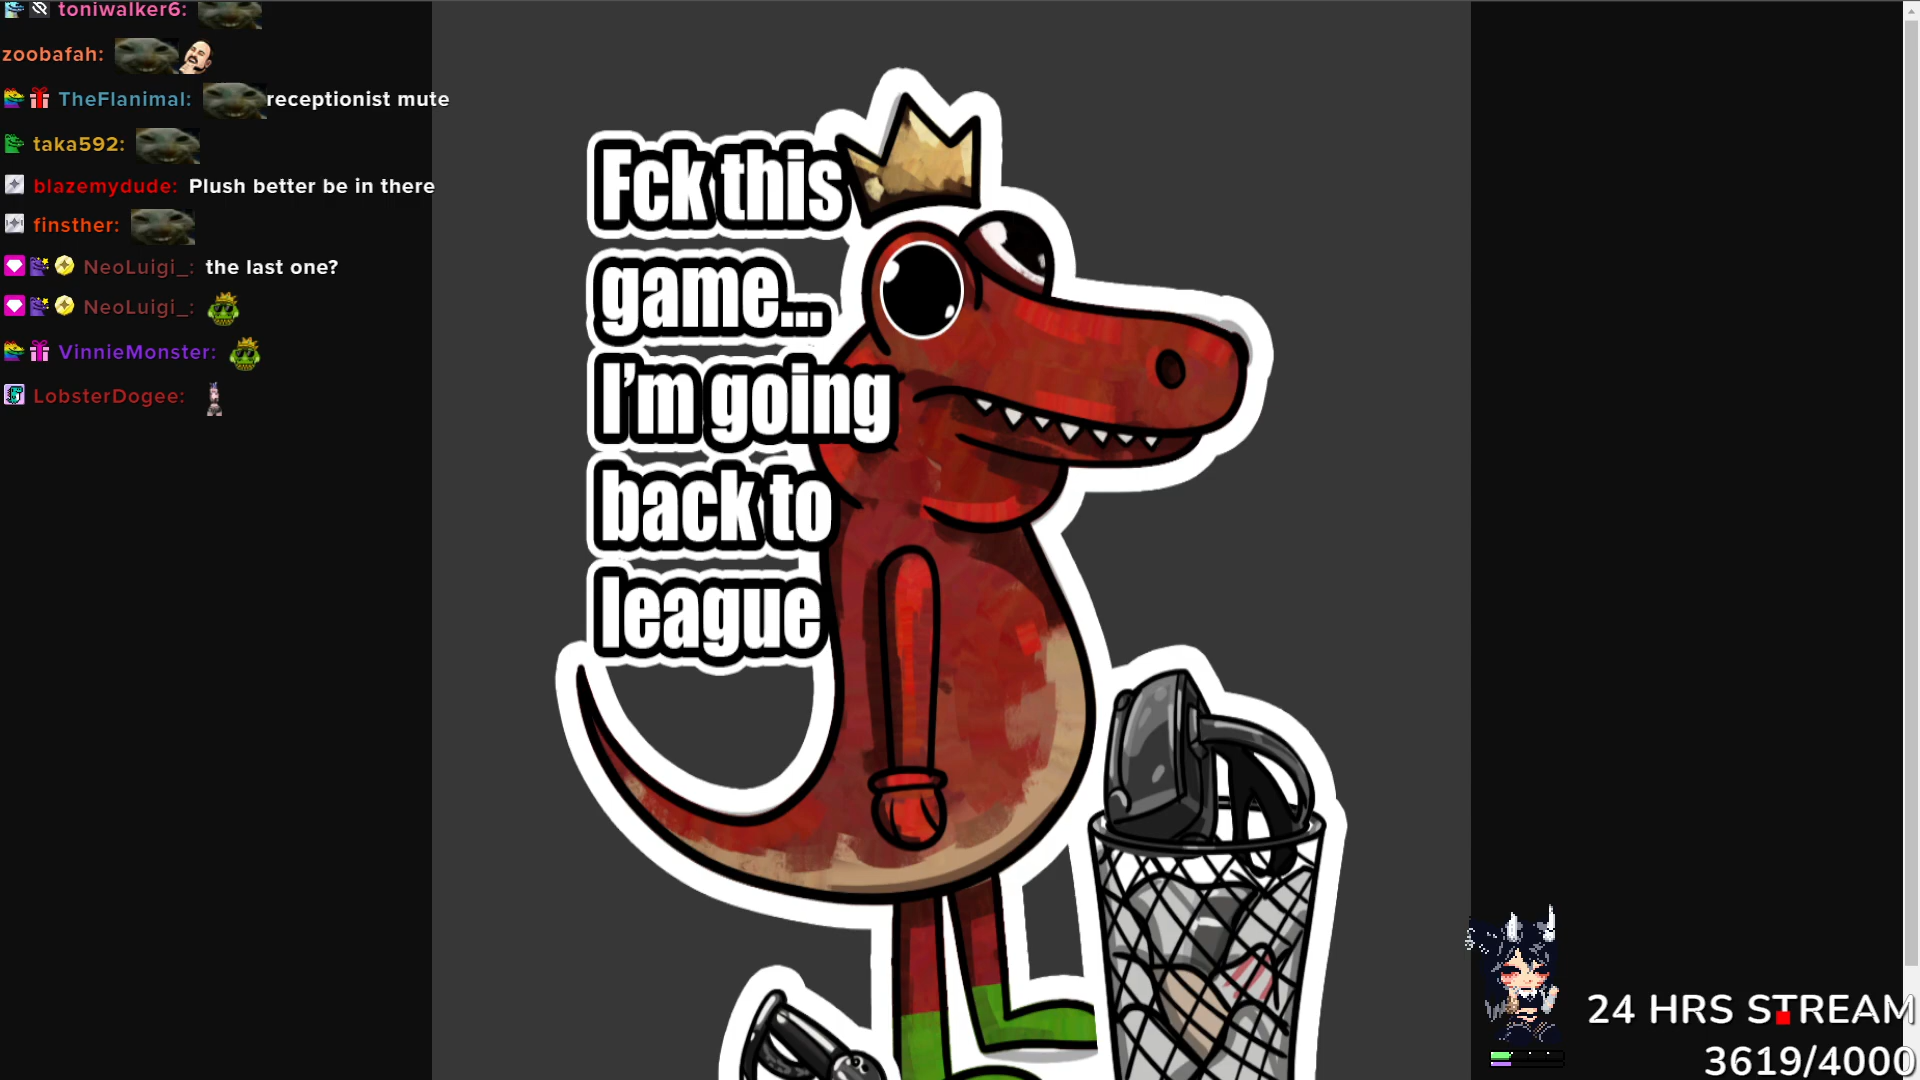 toniwalker6:
zoobafah:
TheFlanimal: receptionist mute
taka592:
blazemydude: Plush better be in there
finsther:
NeoLuigi_: the last one?
NeoLuigi_:
VinnieMonster:
LobsterDogee:
Fck this
game...
I'm going
back to
league
24 HRS STREAM
3619/4000